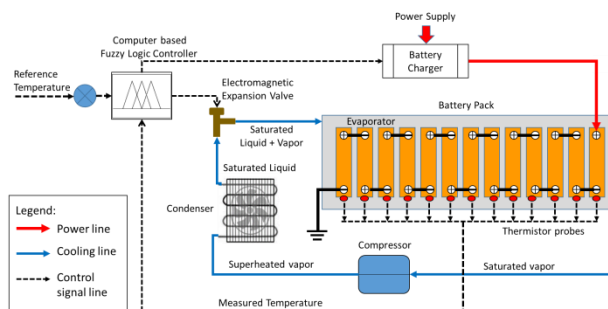 Power Supply
Computer based
Fuzzy Logic Controller
Battery
Charger
Reference
Temperature
Electromagnetic
Expansion Valve
Battery Pack
Evaporator
Saturated
Liquid + Vapor
Saturated Liquid
Condenser
Legend:
Power line
Cooling line
Control
signal line
Thermistor probes
Compressor
Superheated vapor
Saturated vapor
Measured Temperature